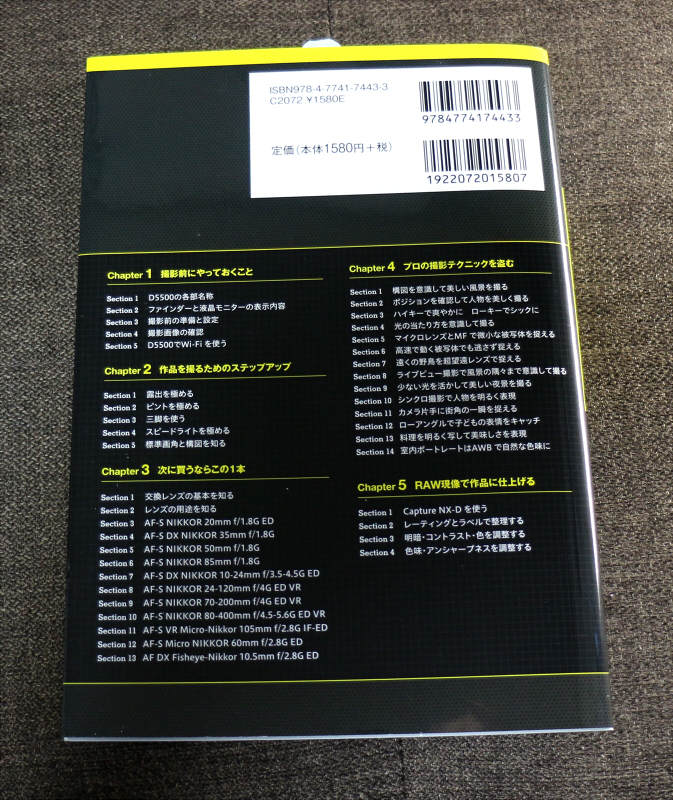 ISBN978-4-7741-7443-3
C2072 ¥1580E
9784774174433
定価(本体1580円+税)
1922072015807
Chapter 1 撮影前にやっておくこと
Section 1 D5500の各部名称
Section 2 ファインダーと液晶モニターの表示内容
Section 3 撮影前の準備と設定
Section 4 撮影画像の確認
Section 5 D5500でWi-Fiを使う
Chapter 2 作品を撮るためのステップアップ
Section 1 露出を極める
Section 2 ピントを極める
Section 3 三脚を使う
Section 4 スピードライトを極める
Section 5 標準画角と構図を知る
Chapter 3 次に買うならこの1本
Section 1 交換レンズの基本を知る
Section 2 レンズの用途を知る
Section 3 AF-S NIKKOR 20mm f/1.8G ED
Section 4 AF-S DX NIKKOR 35mm f/1.8G
Section 5 AF-S NIKKOR 50mm f/1.8G
Section 6 AF-S NIKKOR 85mm f/1.8G
Section 7 AF-S DX NIKKOR 10-24mm f/3.5-4.5G ED
Section 8 AF-S NIKKOR 24-120mm f/4G ED VR
Section 9 AF-S NIKKOR 70-200mm f/4G ED VR
Section 10 AF-S NIKKOR 80-400mm f/4.5-5.6G ED VR
Section 11 AF-S VR Micro-Nikkor 105mm f/2.8G IF-ED
Section 12 AF-S Micro NIKKOR 60mm f/2.8G ED
Section 13 AF DX Fisheye-Nikkor 10.5mm f/2.8G ED
Chapter 4 プロの撮影テクニックを盗む
Section 1 構図を意識して美しい風景を撮る
Section 2 ポジションを確認して人物を美しく撮る
Section 3 ハイキーで爽やかに ローキーでシックに
Section 4 光の当たり方を意識して撮る
Section 5 マイクロレンズとMFで微小な被写体を捉える
Section 6 高速で動く被写体でも逃さず捉える
Section 7 遠くの野鳥を超望遠レンズで捉える
Section 8 ライブビュー撮影で風景の隅々まで意識して撮る
Section 9 少ない光を活かして美しい夜景を撮る
Section 10 シンクロ撮影で人物を明るく表現
Section 11 カメラ片手に街角の一瞬を捉える
Section 12 ローアングルで子どもの表情をキャッチ
Section 13 料理を明るく写して美味しさを表現
Section 14 室内ポートレートはAWBで自然な色味に
Chapter 5 RAW現像で作品に仕上げる
Section 1 Capture NX-Dを使う
Section 2 レーティングとラベルで整理する
Section 3 明暗・コントラスト・色を調整する
Section 4 色味・アンシャープネスを調整する